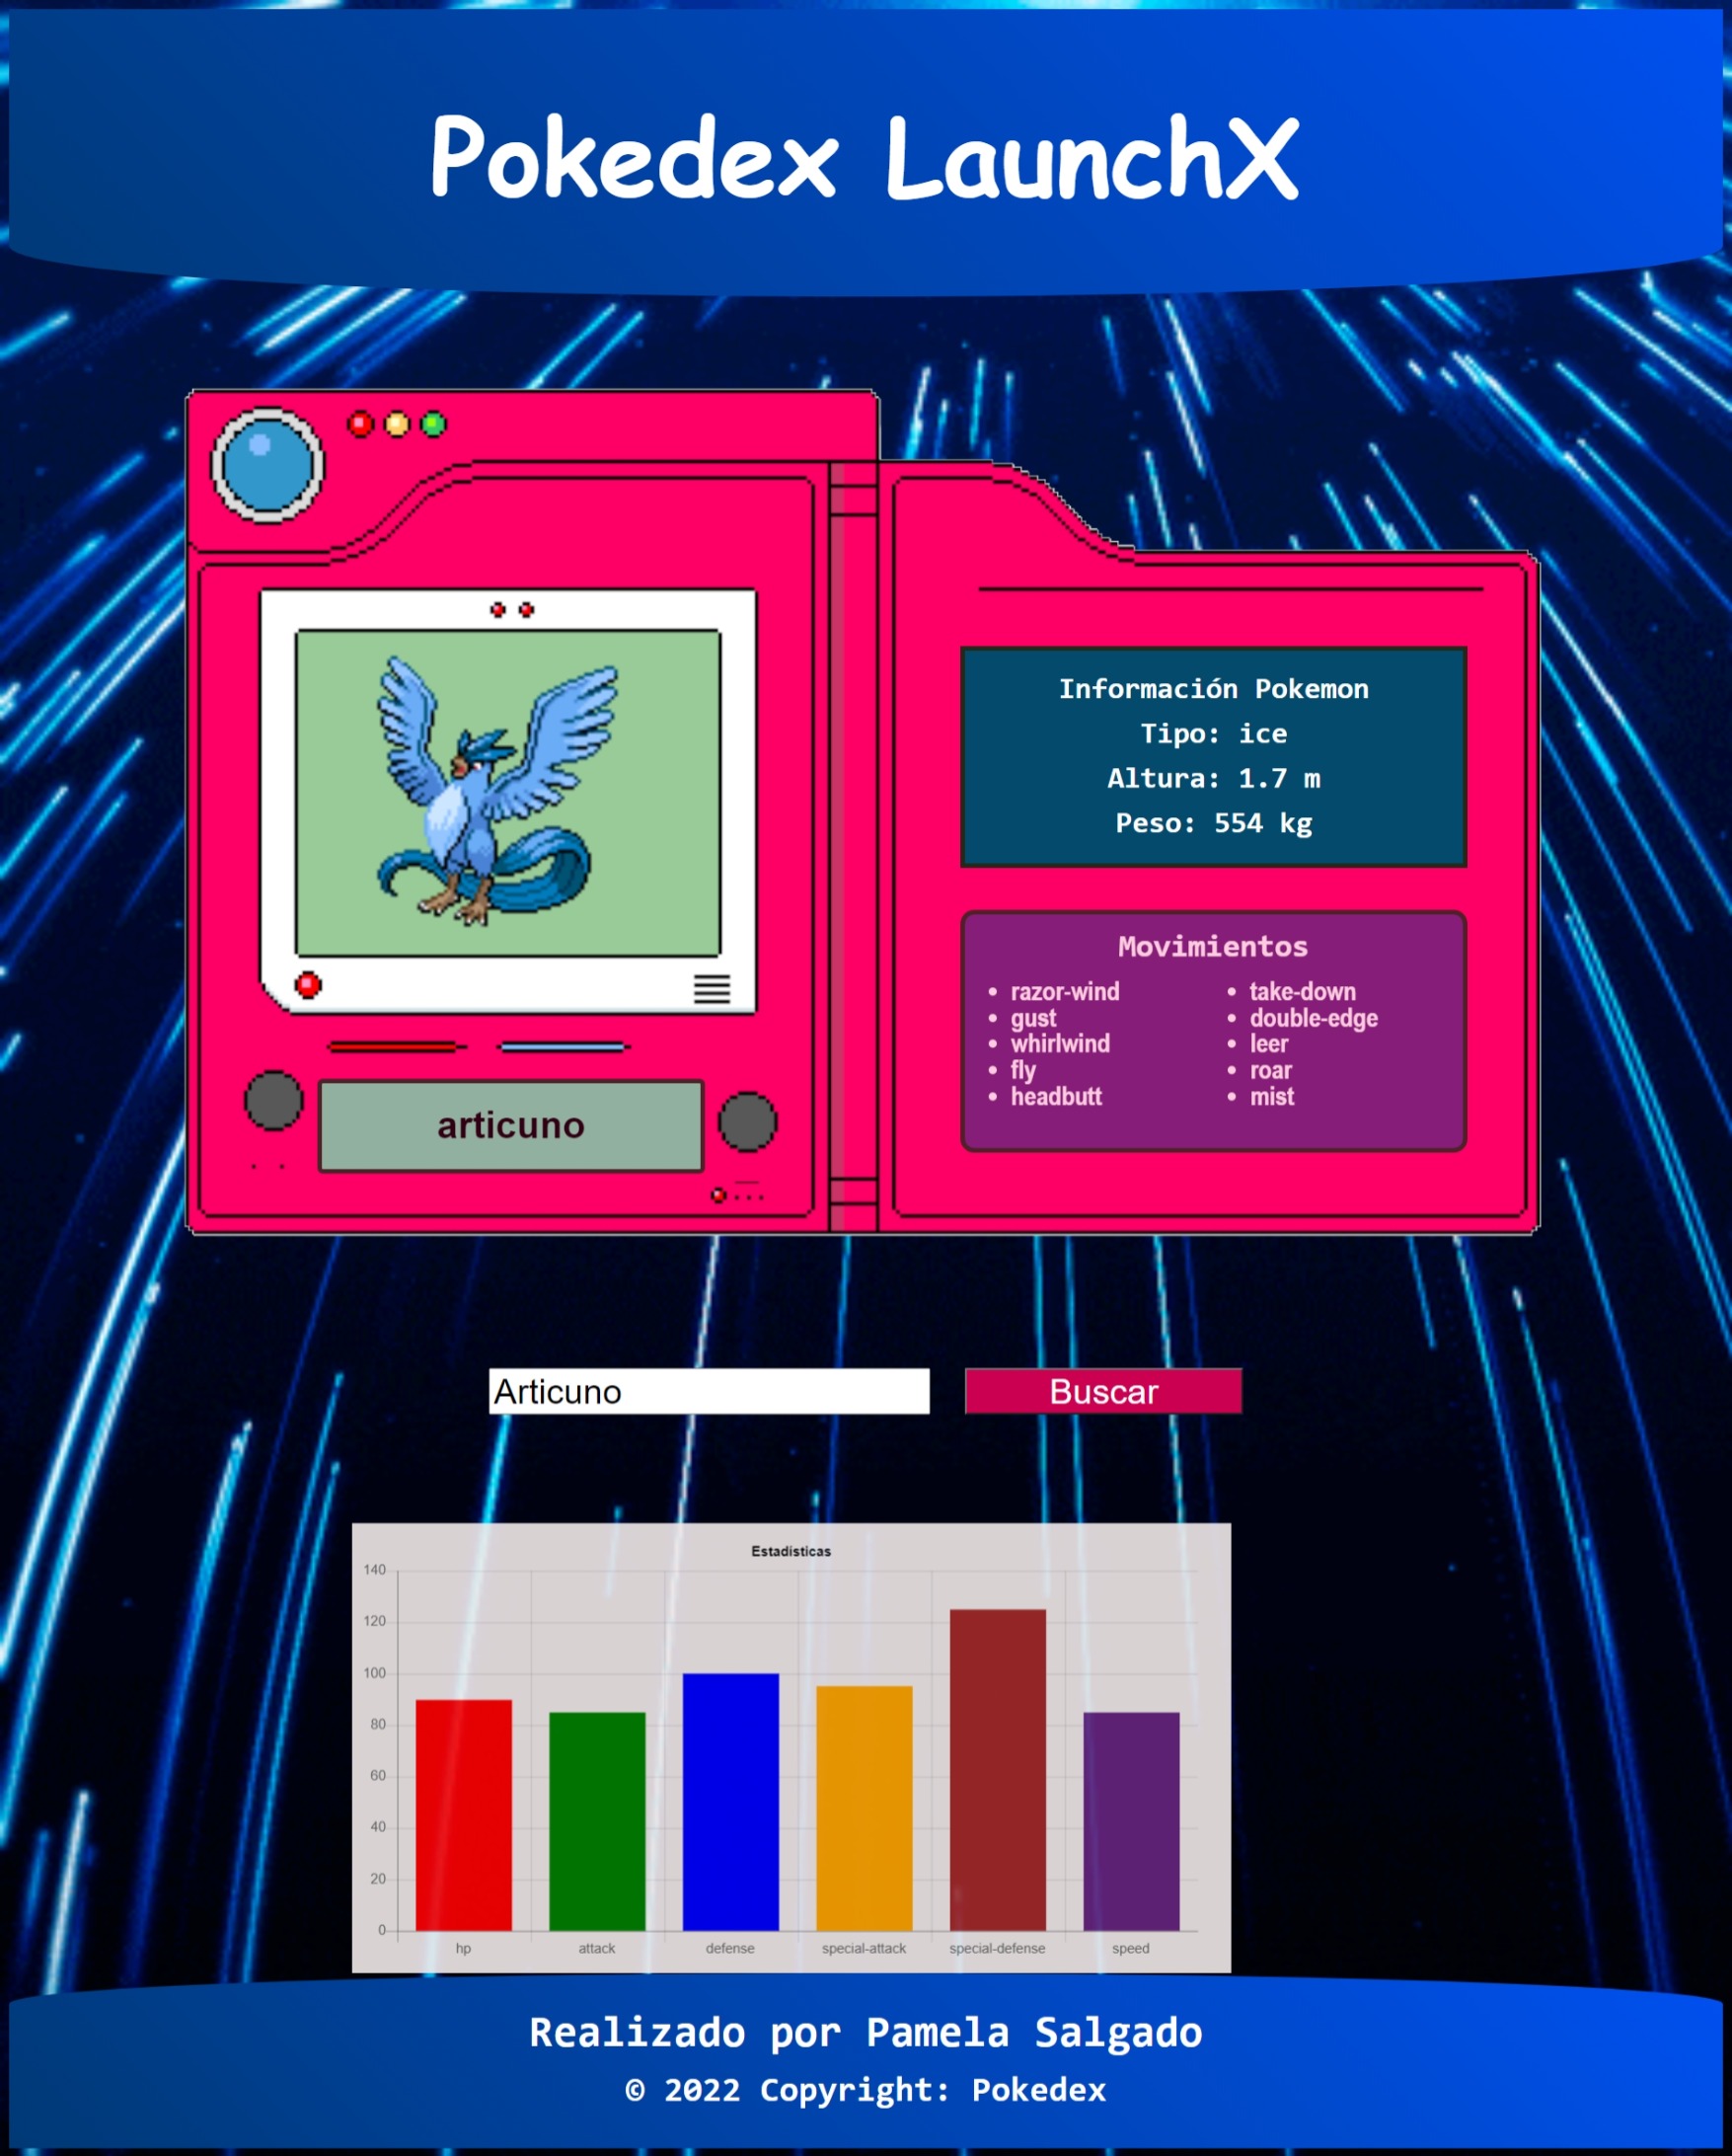 Pokedex LaunchX
Información Pokemon
Tipo: ice
Altura: 1.7 m
Peso: 554 kg
Movimientos
razor-wind
gust
whirlwind
fly
headbutt
take-down
double-edge
leer
roar
mist
articuno
Articuno
Buscar
Estadísticas
140
120
100
80
60
40
20
0
hp attack defense special-attack special-defense speed
Realizado por Pamela Salgado
© 2022 Copyright: Pokedex